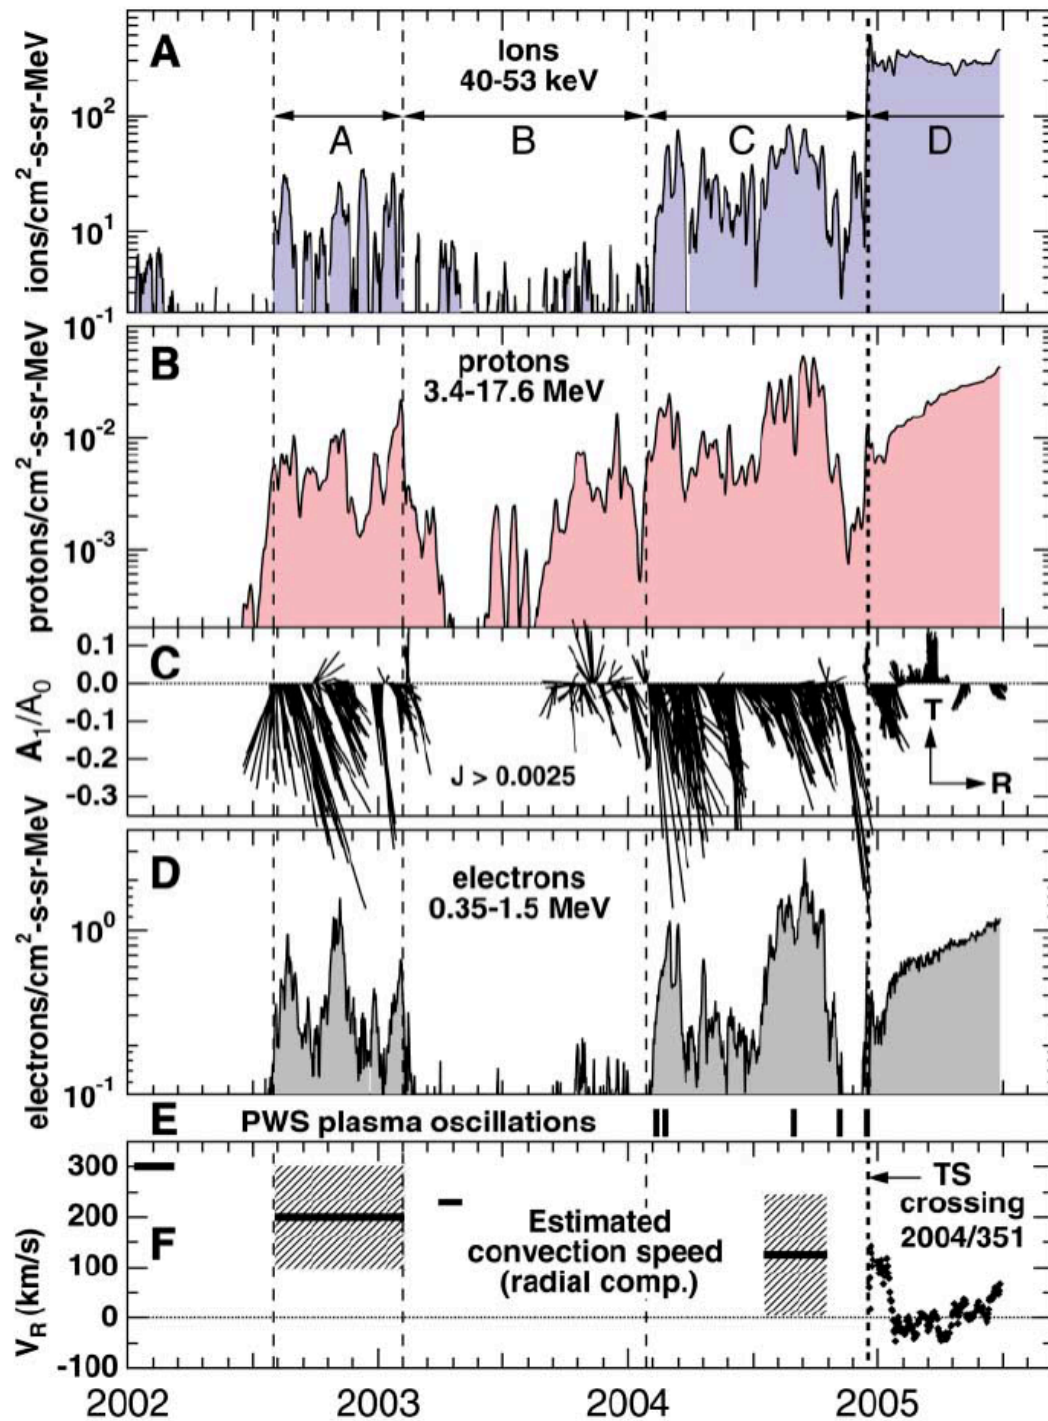 A
Ions
40-53 keV
ions/cm²-s-sr-MeV
10²
10¹
10⁻¹
A
B
C
D
B
protons
3.4-17.6 MeV
protons/cm²-s-sr-MeV
10⁻¹
10⁻²
10⁻³
C
A₁/A₀
0.1
0.0
-0.1
-0.2
-0.3
J > 0.0025
T
R
D
electrons
0.35-1.5 MeV
electrons/cm²-s-sr-MeV
10⁰
10⁻¹
E
PWS plasma oscillations
F
V_R (km/s)
300
200
100
0
-100
Estimated
convection speed
(radial comp.)
TS
crossing
2004/351
2002
2003
2004
2005